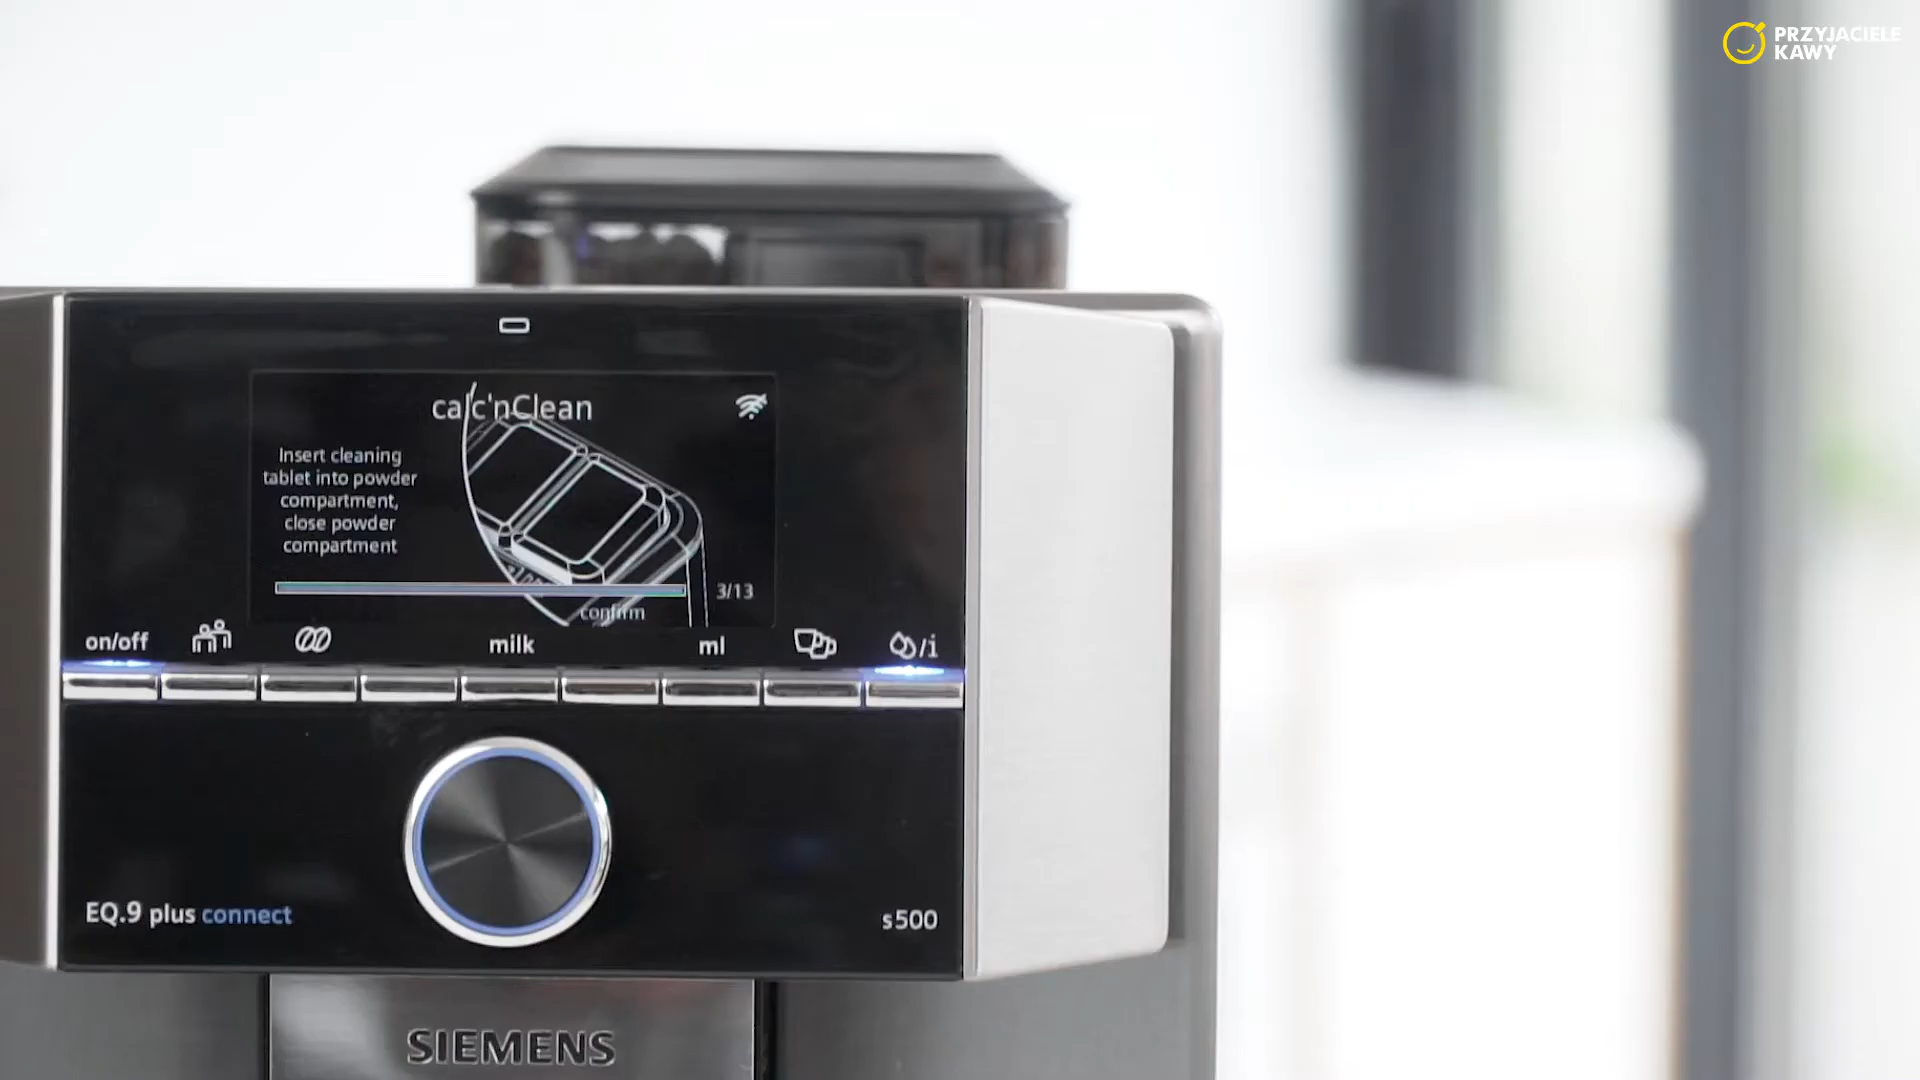 PRZYJACIELE
KAWY
calc'nClean
Insert cleaning
tablet into powder
compartment,
close powder
compartment
3/13
confirm
on/off
milk
ml
/i
EQ.9 plus connect
s500
SIEMENS